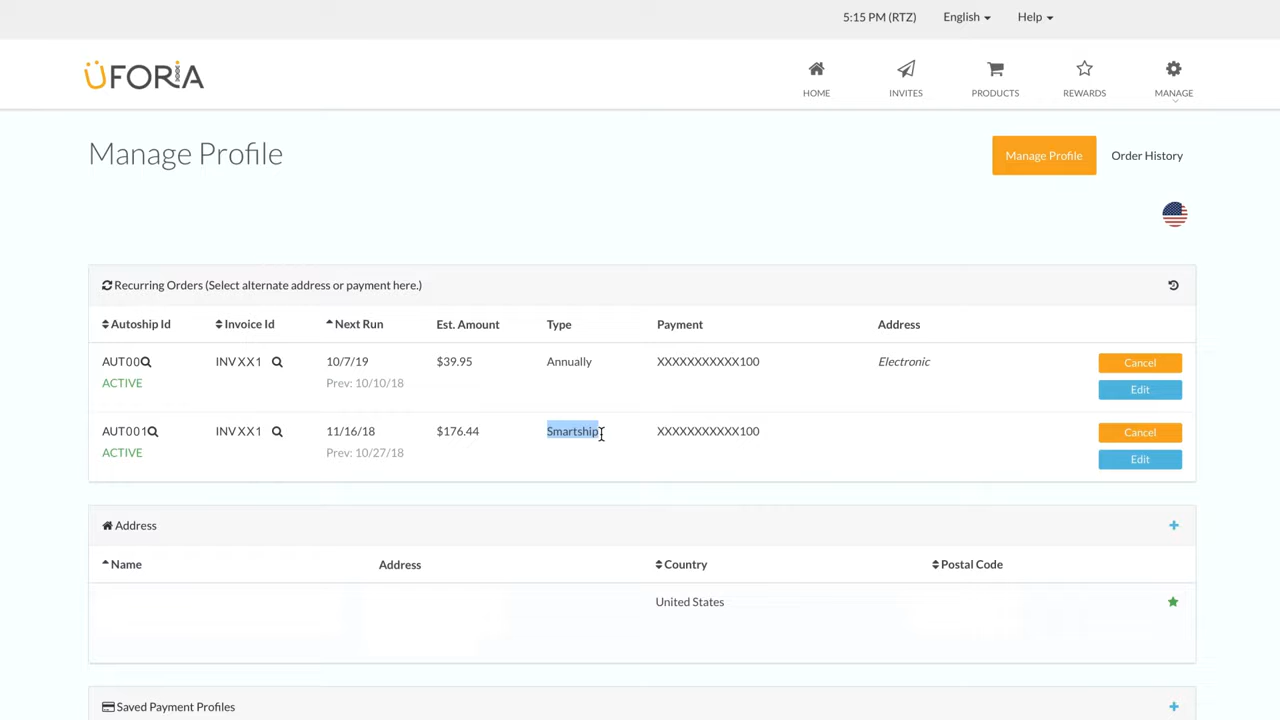 5:15 PM (RTZ) English Help
ÜFORIA
HOME INVITES PRODUCTS REWARDS MANAGE
Manage Profile
Manage Profile Order History
Recurring Orders (Select alternate address or payment here.)
Autoship Id Invoice Id Next Run Est. Amount Type Payment Address
AUT00 INVXX1 10/7/19 $39.95 Annually XXXXXXXXXXX100 Electronic Cancel
ACTIVE Prev: 10/10/18 Edit
AUT001 INVXX1 11/16/18 $176.44 Smartship XXXXXXXXXXX100 Cancel
ACTIVE Prev: 10/27/18 Edit
Address
Name Address Country Postal Code
United States
Saved Payment Profiles